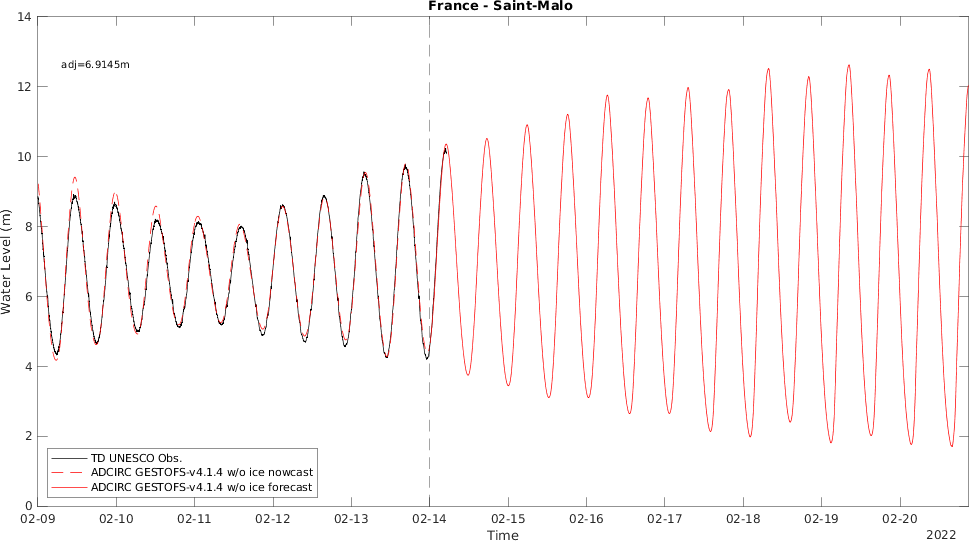 France - Saint-Malo
14
12
10
8
6
4
2
0
Water Level (m)
adj=6.9145m
TD UNESCO Obs.
ADCIRC GESTOFS-v4.1.4 w/o ice nowcast
ADCIRC GESTOFS-v4.1.4 w/o ice forecast
02-09 02-10 02-11 02-12 02-13 02-14 02-15 02-16 02-17 02-18 02-19 02-20
Time
2022